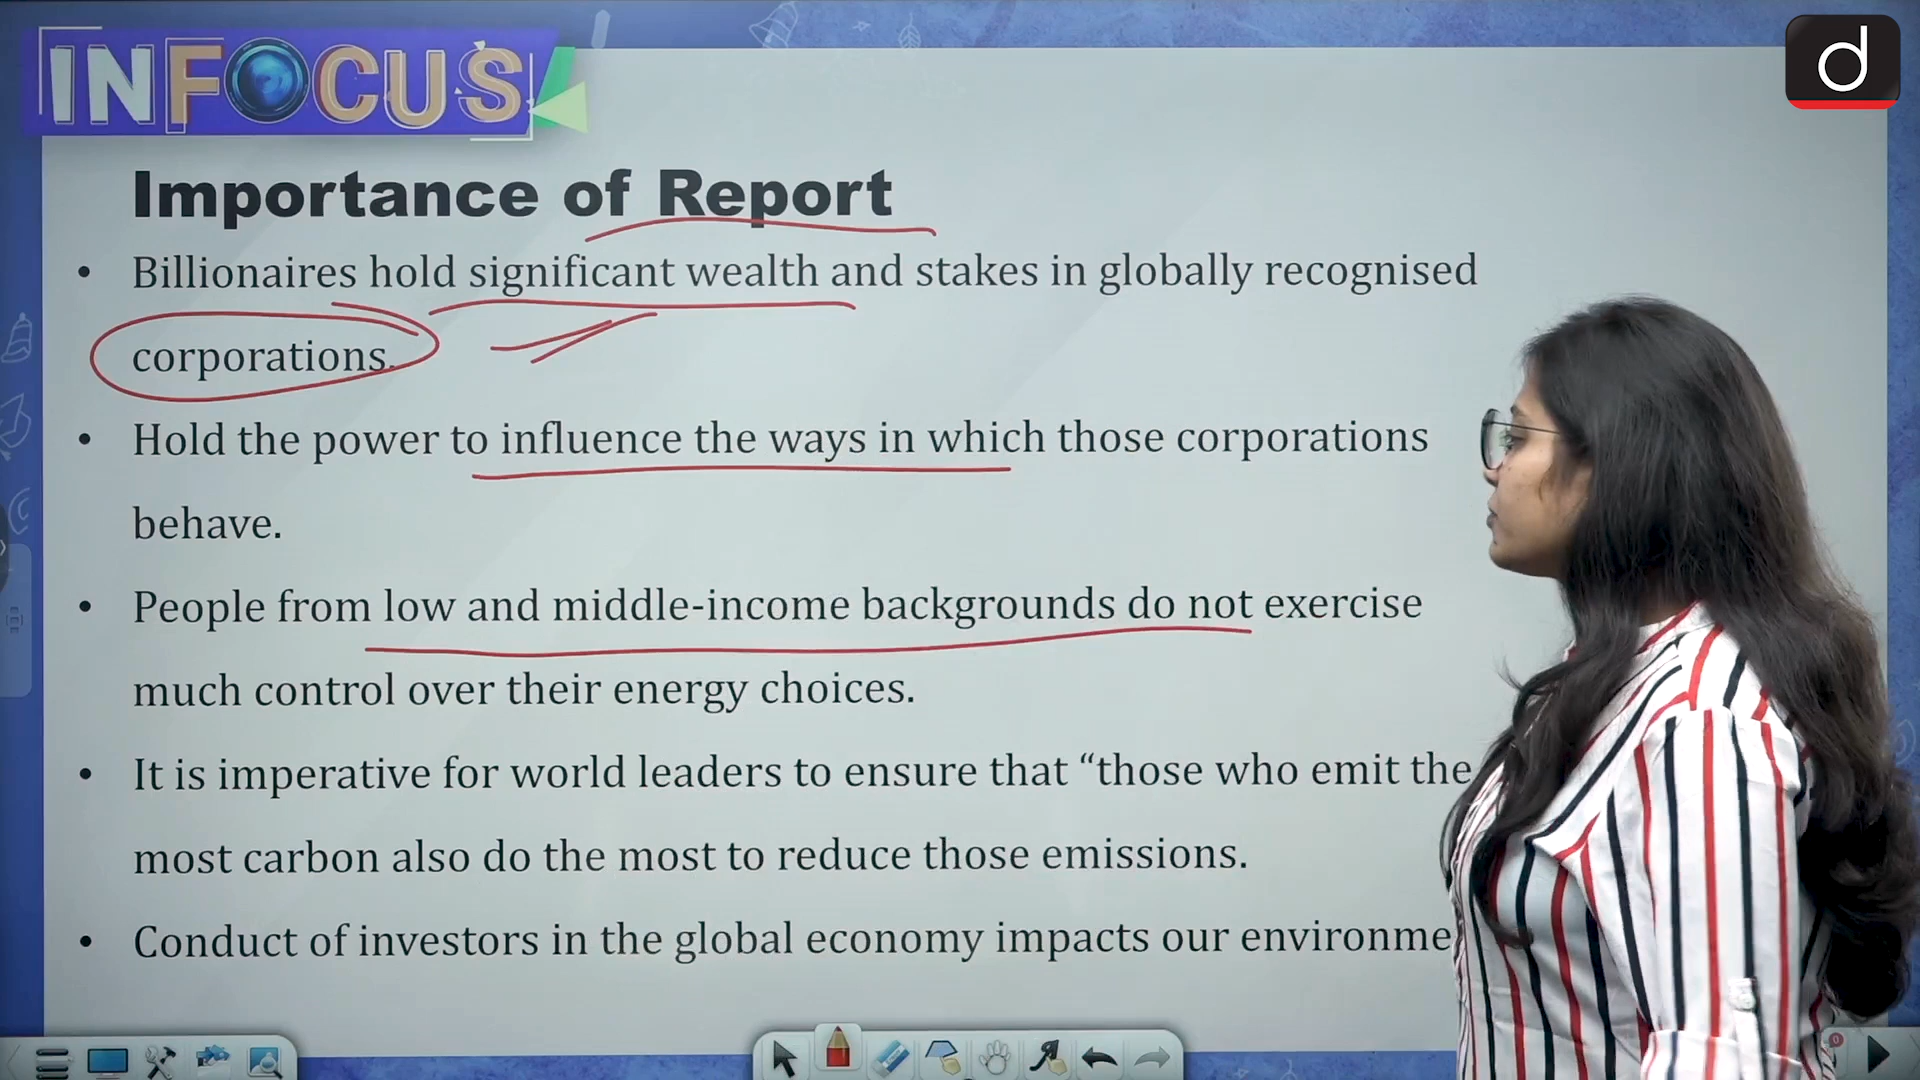 INFOCUS
d
Importance of Report
• Billionaires hold significant wealth and stakes in globally recognised
corporations.
• Hold the power to influence the ways in which those corporations
behave.
• People from low and middle-income backgrounds do not exercise
much control over their energy choices.
• It is imperative for world leaders to ensure that “those who emit the
most carbon also do the most to reduce those emissions.
• Conduct of investors in the global economy impacts our environme